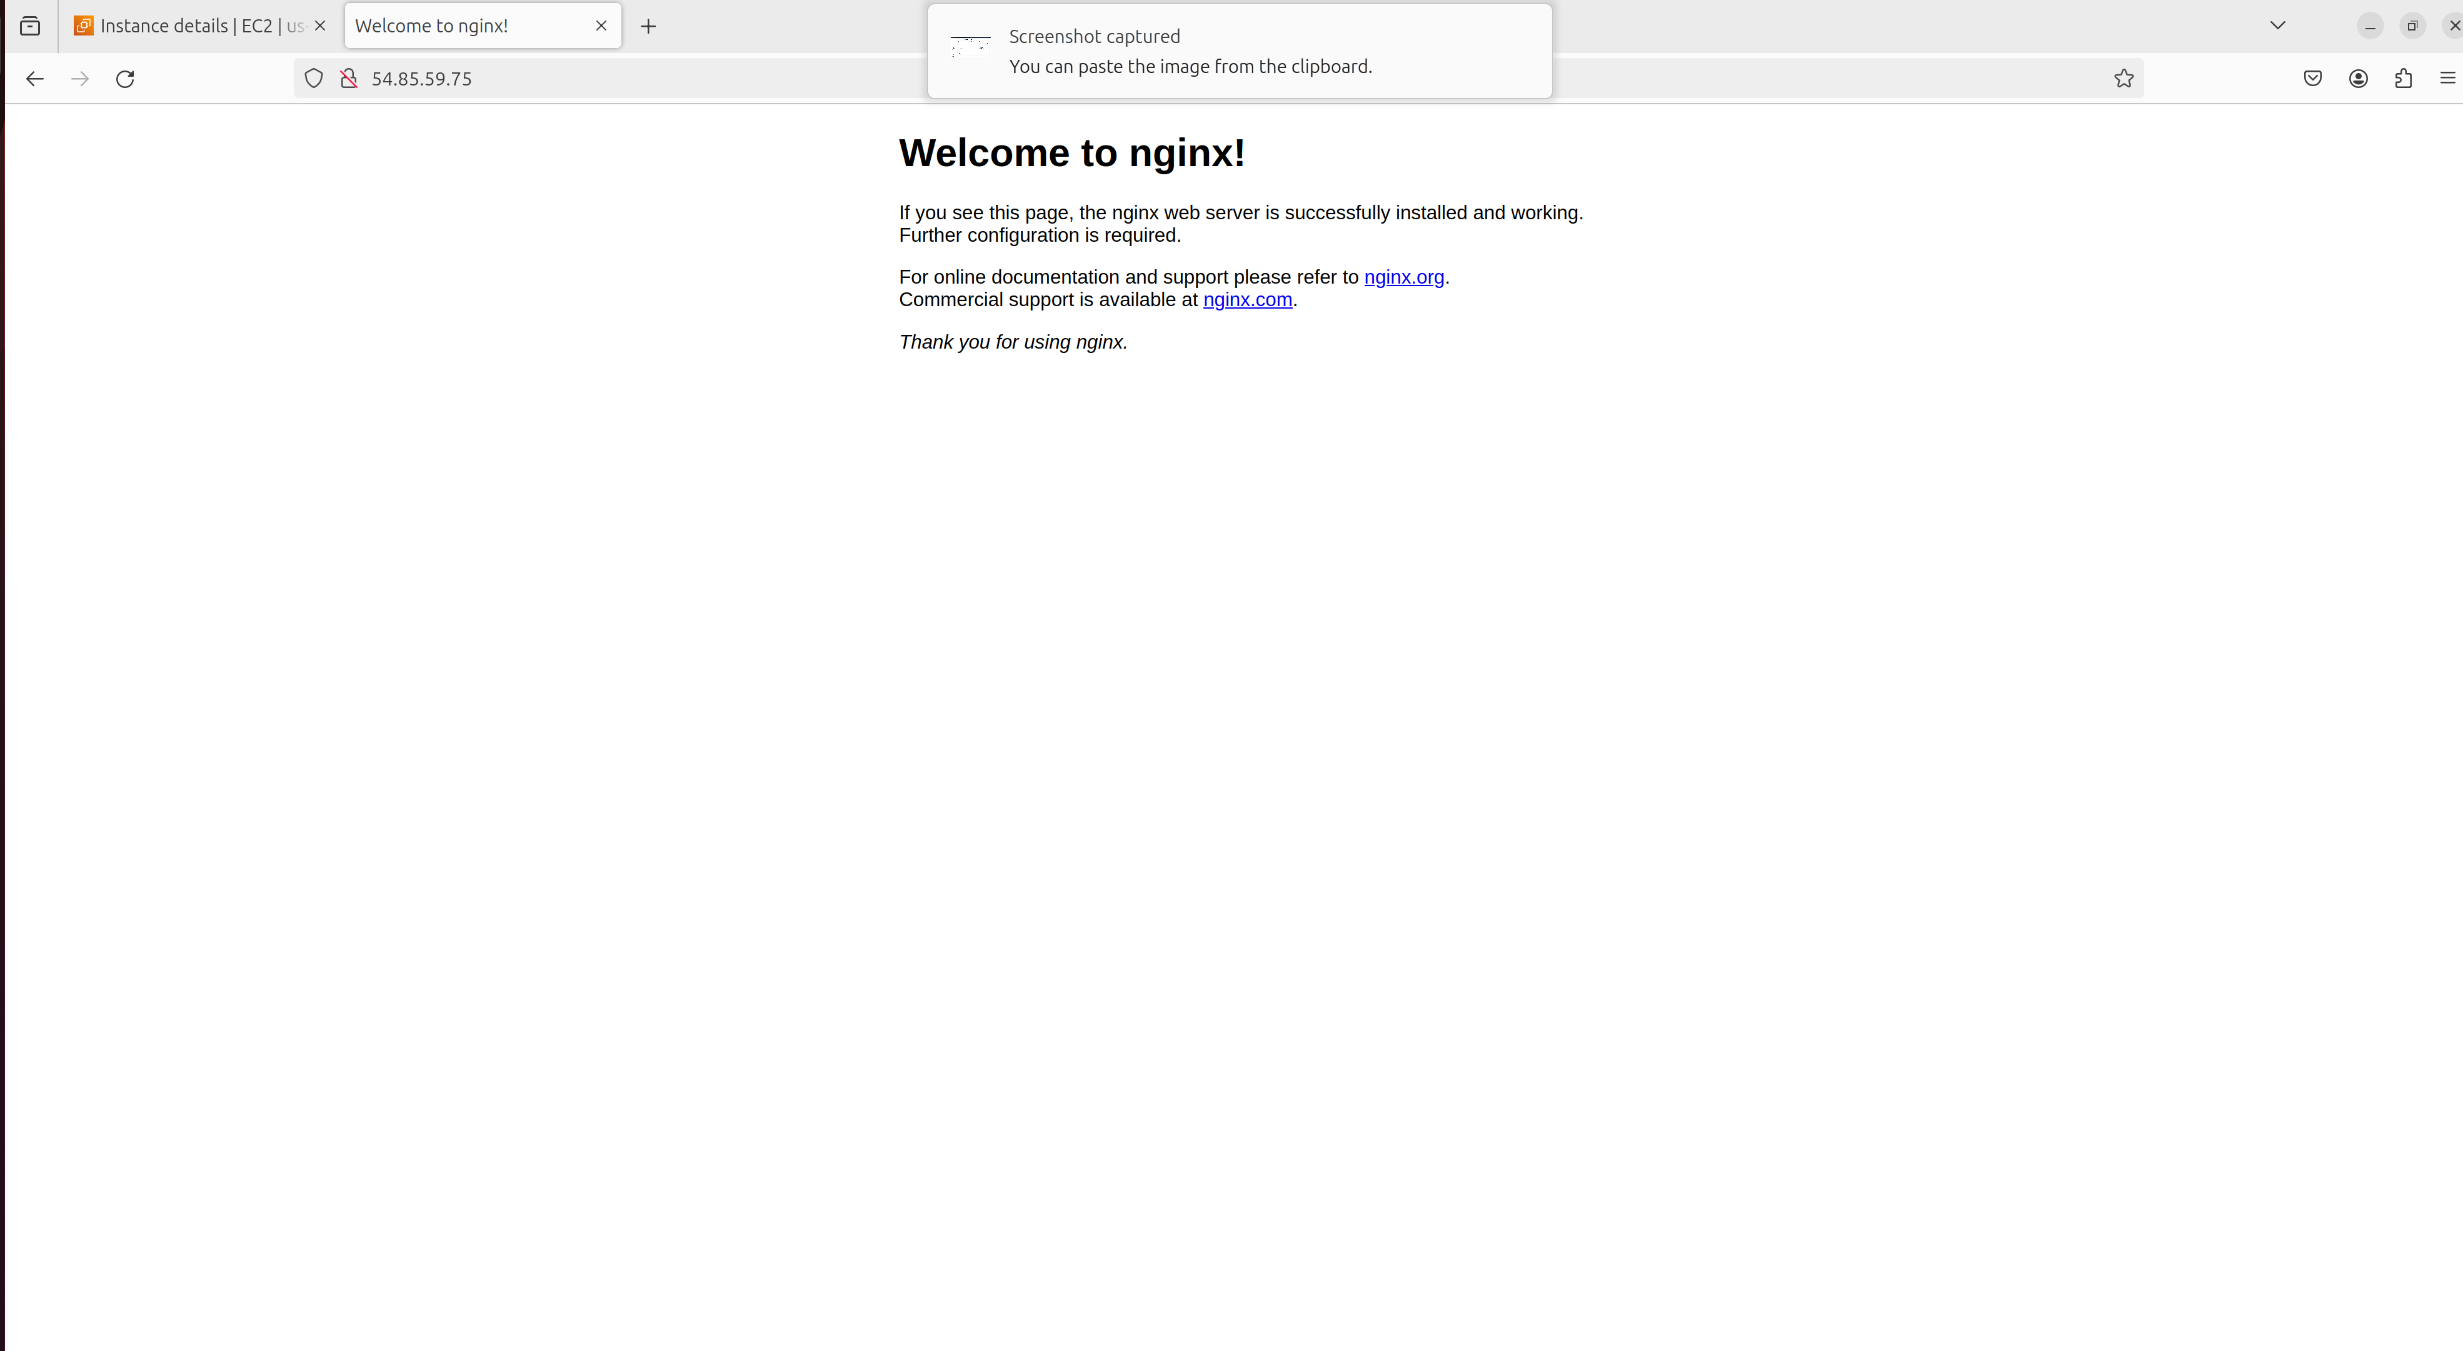 Instance details | EC2 | us-
Welcome to nginx!
Screenshot captured
You can paste the image from the clipboard.
54.85.59.75
Welcome to nginx!
If you see this page, the nginx web server is successfully installed and working.
Further configuration is required.
For online documentation and support please refer to nginx.org.
Commercial support is available at nginx.com.
Thank you for using nginx.